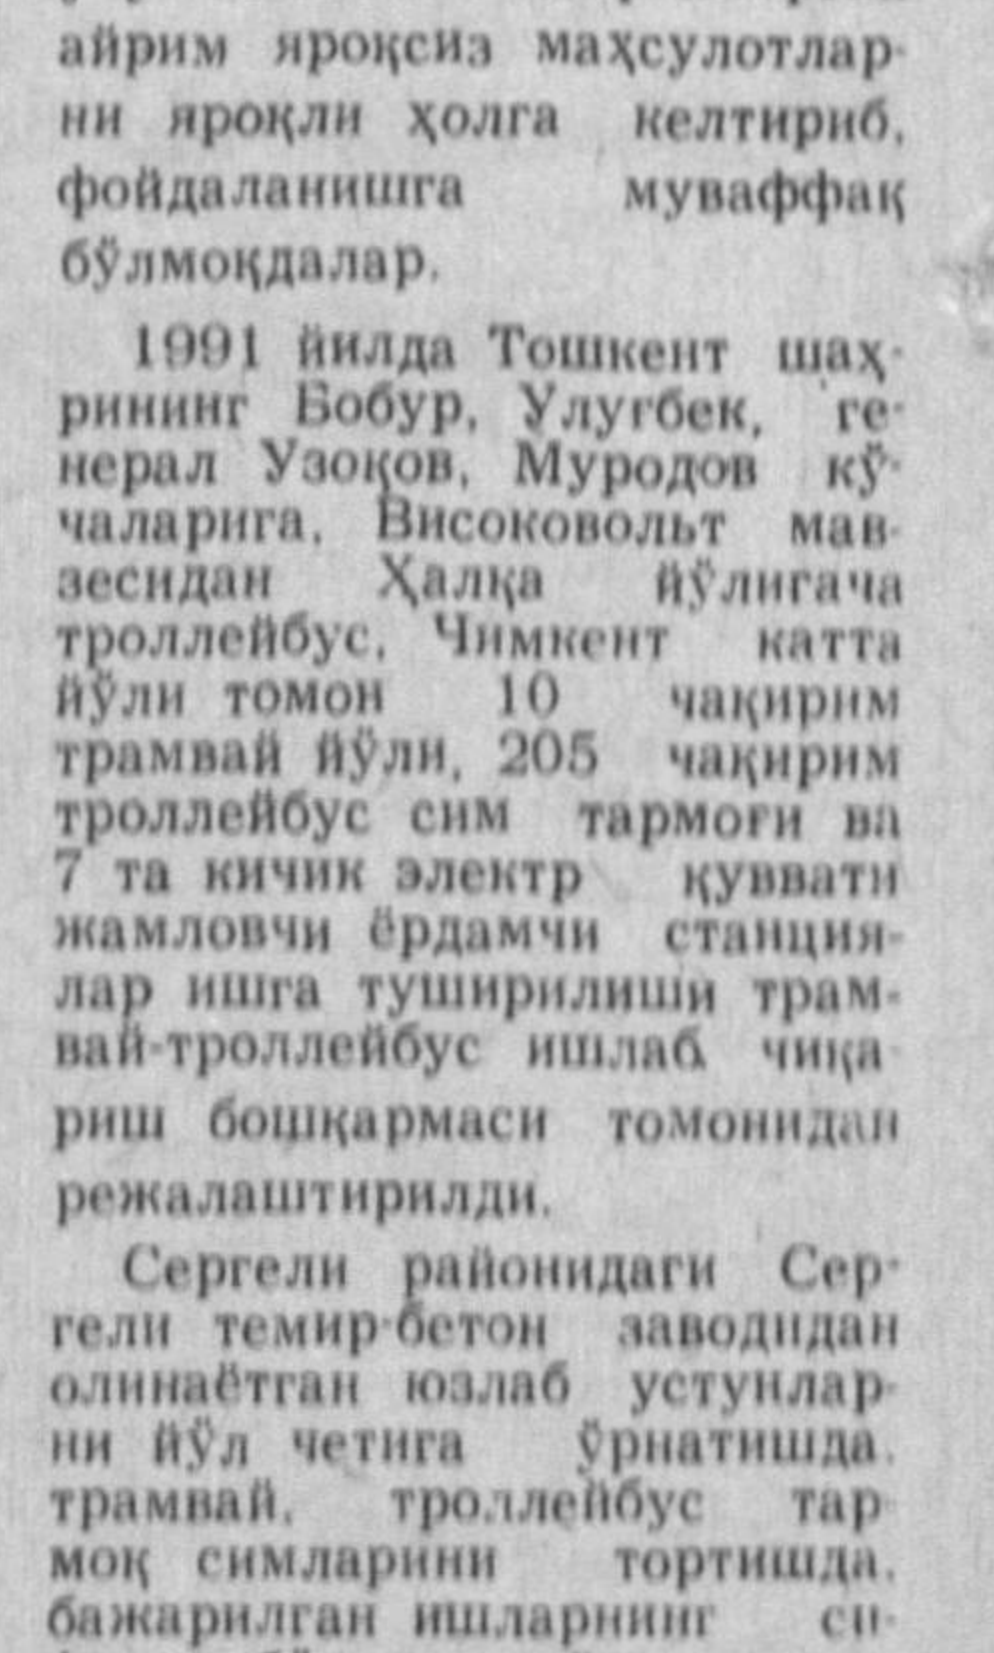 айрим яроқсиз маҳсулотлар-
ни яроқли ҳолга келтириб,
фойдаланишга муваффақ
бўлмоқдалар.
1991 йилда Тошкент шаҳ-
рининг Бобур, Улугбек, ге-
нерал Узоқов, Муродов кў-
чаларига, Високовольт мав-
зесидан Ҳалқа йўлигача
троллейбус, Чимкент катта
йўли томон 10 чақирим
трамвай йўли, 205 чақирим
троллейбус сим тармоғи ва
7 та кичик электр қуввати
жамловчи ёрдамчи станция-
лар ишга туширилиши трам-
вай-троллейбус ишлаб чиқа-
риш бошқармаси томонидан
режалаштирилди.
Сергели районидаги Сер-
гели темир-бетон заводидан
олинаётган юзлаб устунлар-
ни йўл четига ўрнатишда,
трамвай, троллейбус тар-
моқ симларини тортишда,
бажарилган ишларнинг си-